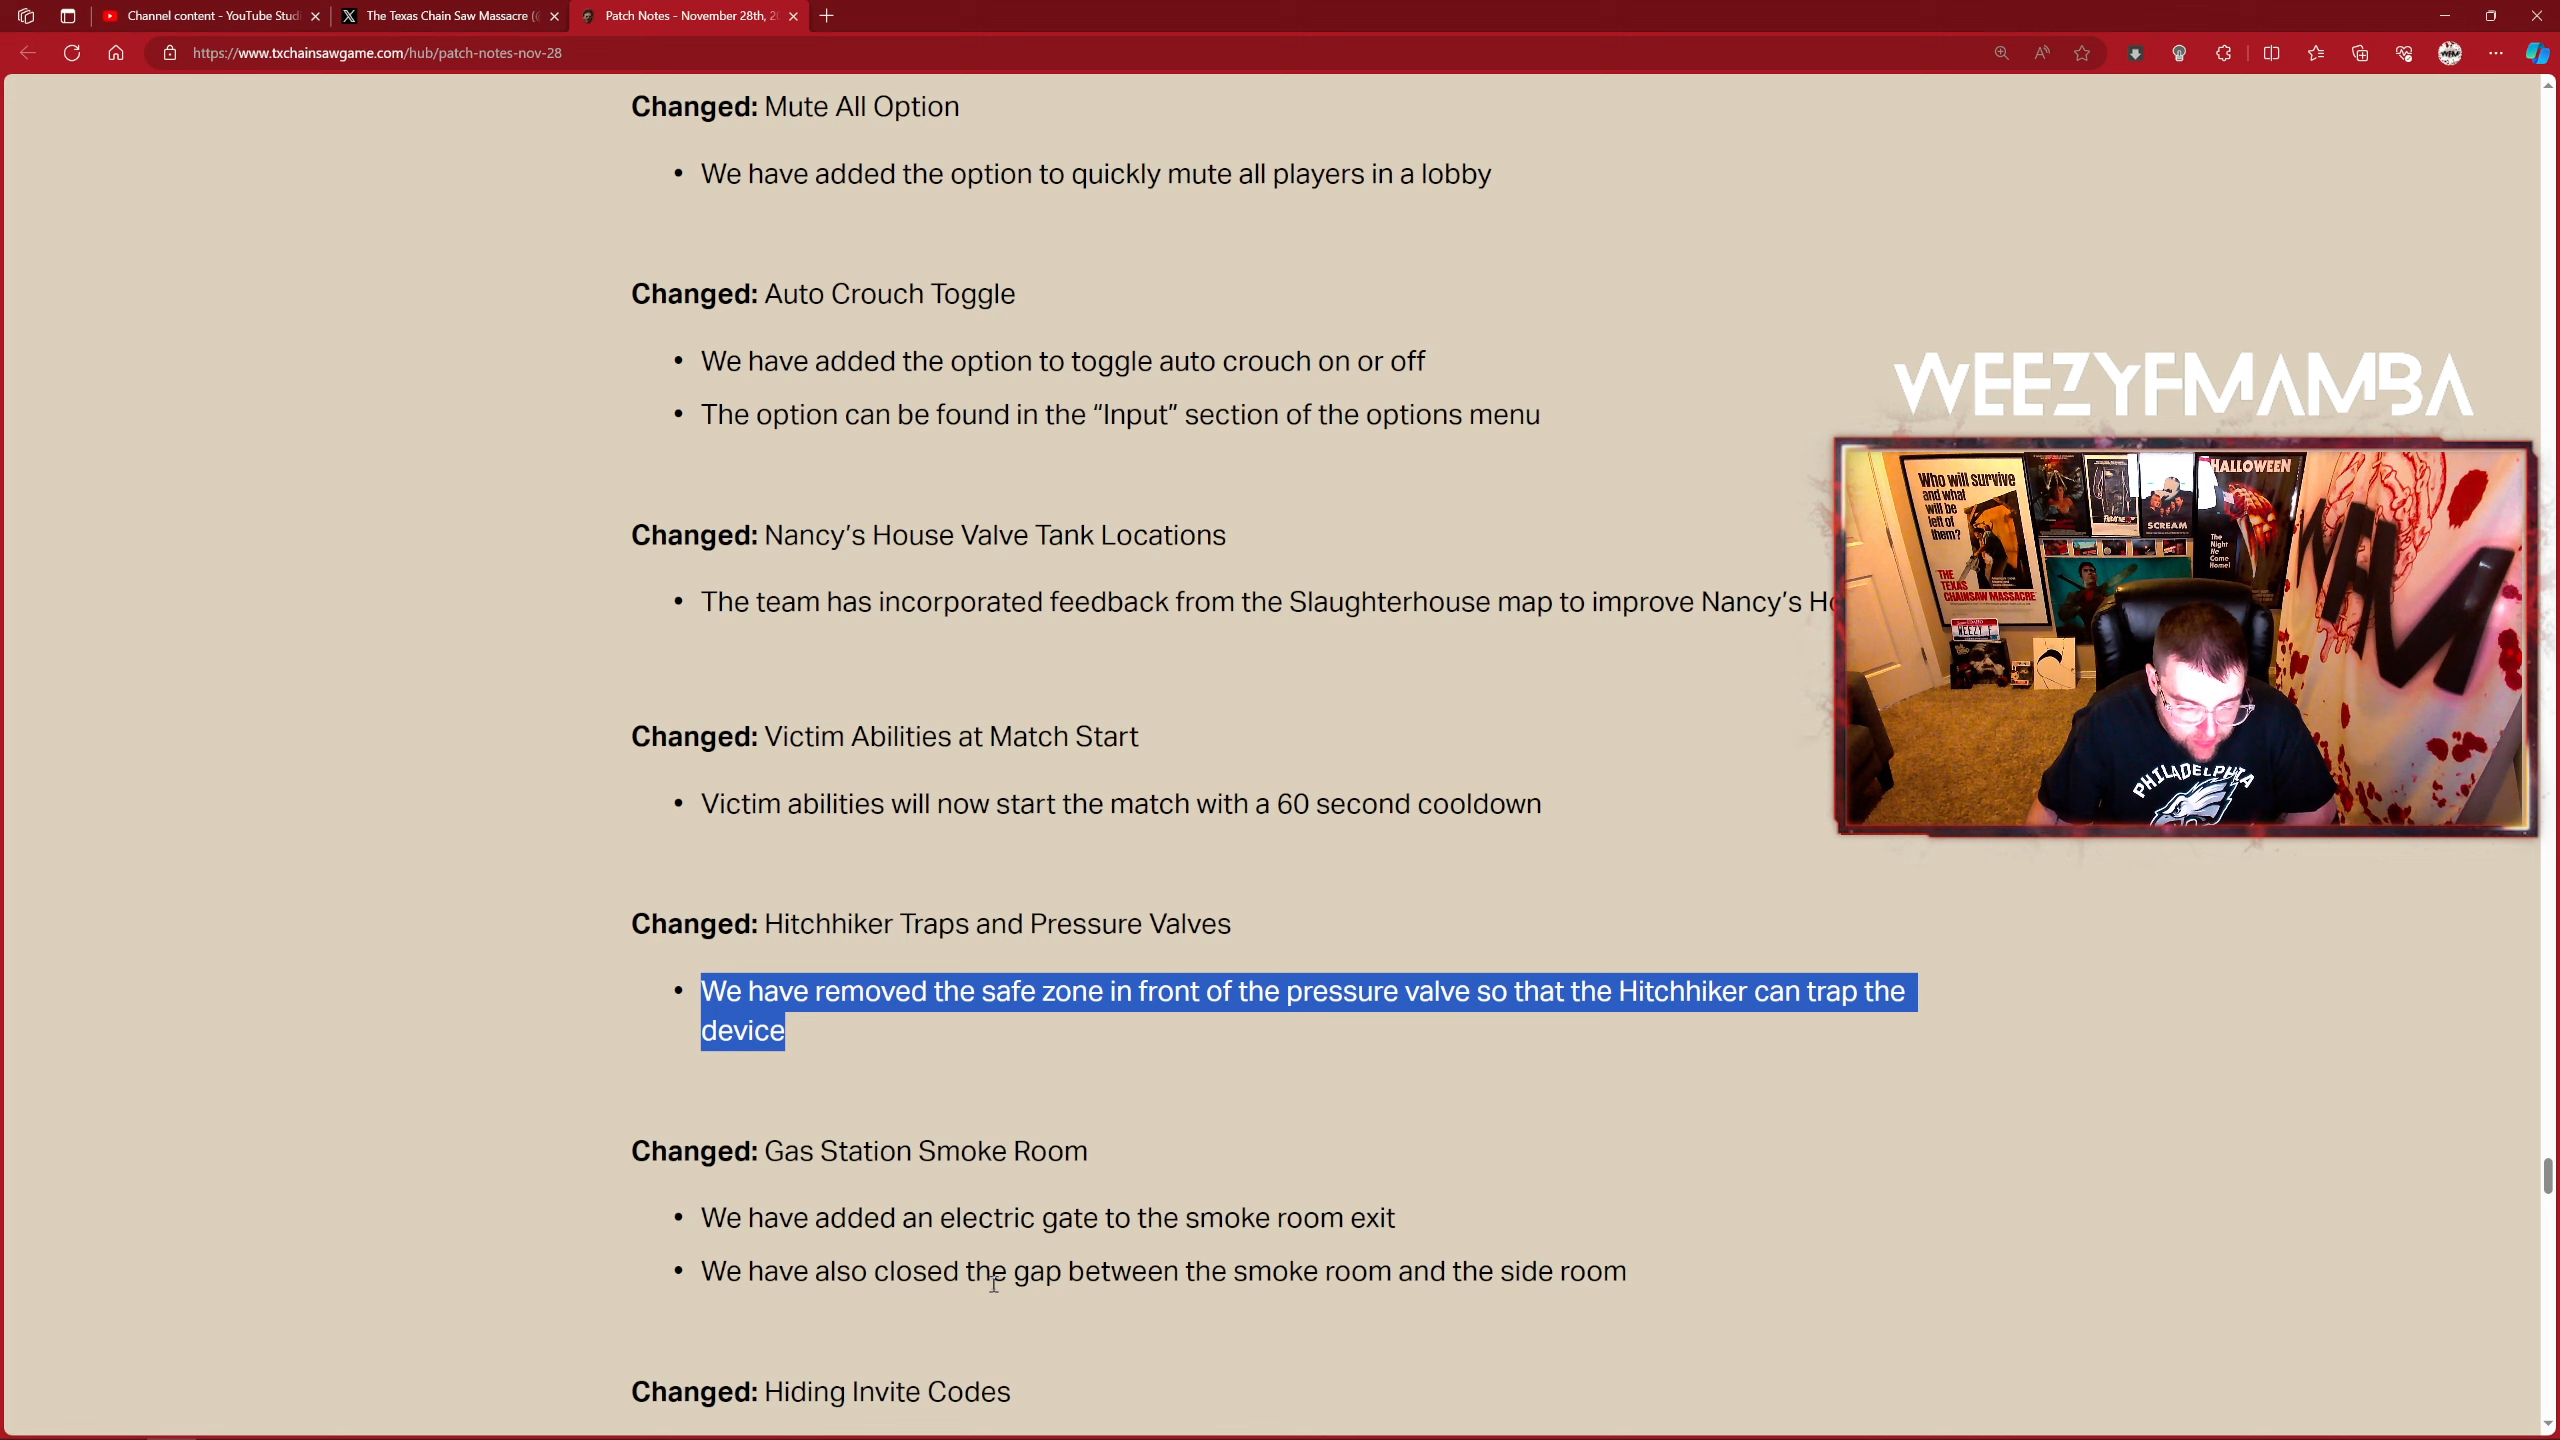 Channel content - YouTube Stud
The Texas Chain Saw Massacre (@
Patch Notes - November 28th, 20
https://www.txchainsawgame.com/hub/patch-notes-nov-28
Changed: Mute All Option
• We have added the option to quickly mute all players in a lobby
Changed: Auto Crouch Toggle
• We have added the option to toggle auto crouch on or off
• The option can be found in the “Input” section of the options menu
Changed: Nancy’s House Valve Tank Locations
• The team has incorporated feedback from the Slaughterhouse map to improve Nancy’s Ho
Changed: Victim Abilities at Match Start
• Victim abilities will now start the match with a 60 second cooldown
Changed: Hitchhiker Traps and Pressure Valves
• We have removed the safe zone in front of the pressure valve so that the Hitchhiker can trap the
device
Changed: Gas Station Smoke Room
• We have added an electric gate to the smoke room exit
• We have also closed the gap between the smoke room and the side room
Changed: Hiding Invite Codes
WEEZYFMAMBA
Who will survive
and what
will be
left of
them?
THE
TEXAS
CHAINSAW MASSACRE
SCREAM
HALLOWEEN
The
Night
He
Came
Home!
WEEZY F
PHILADELPHIA